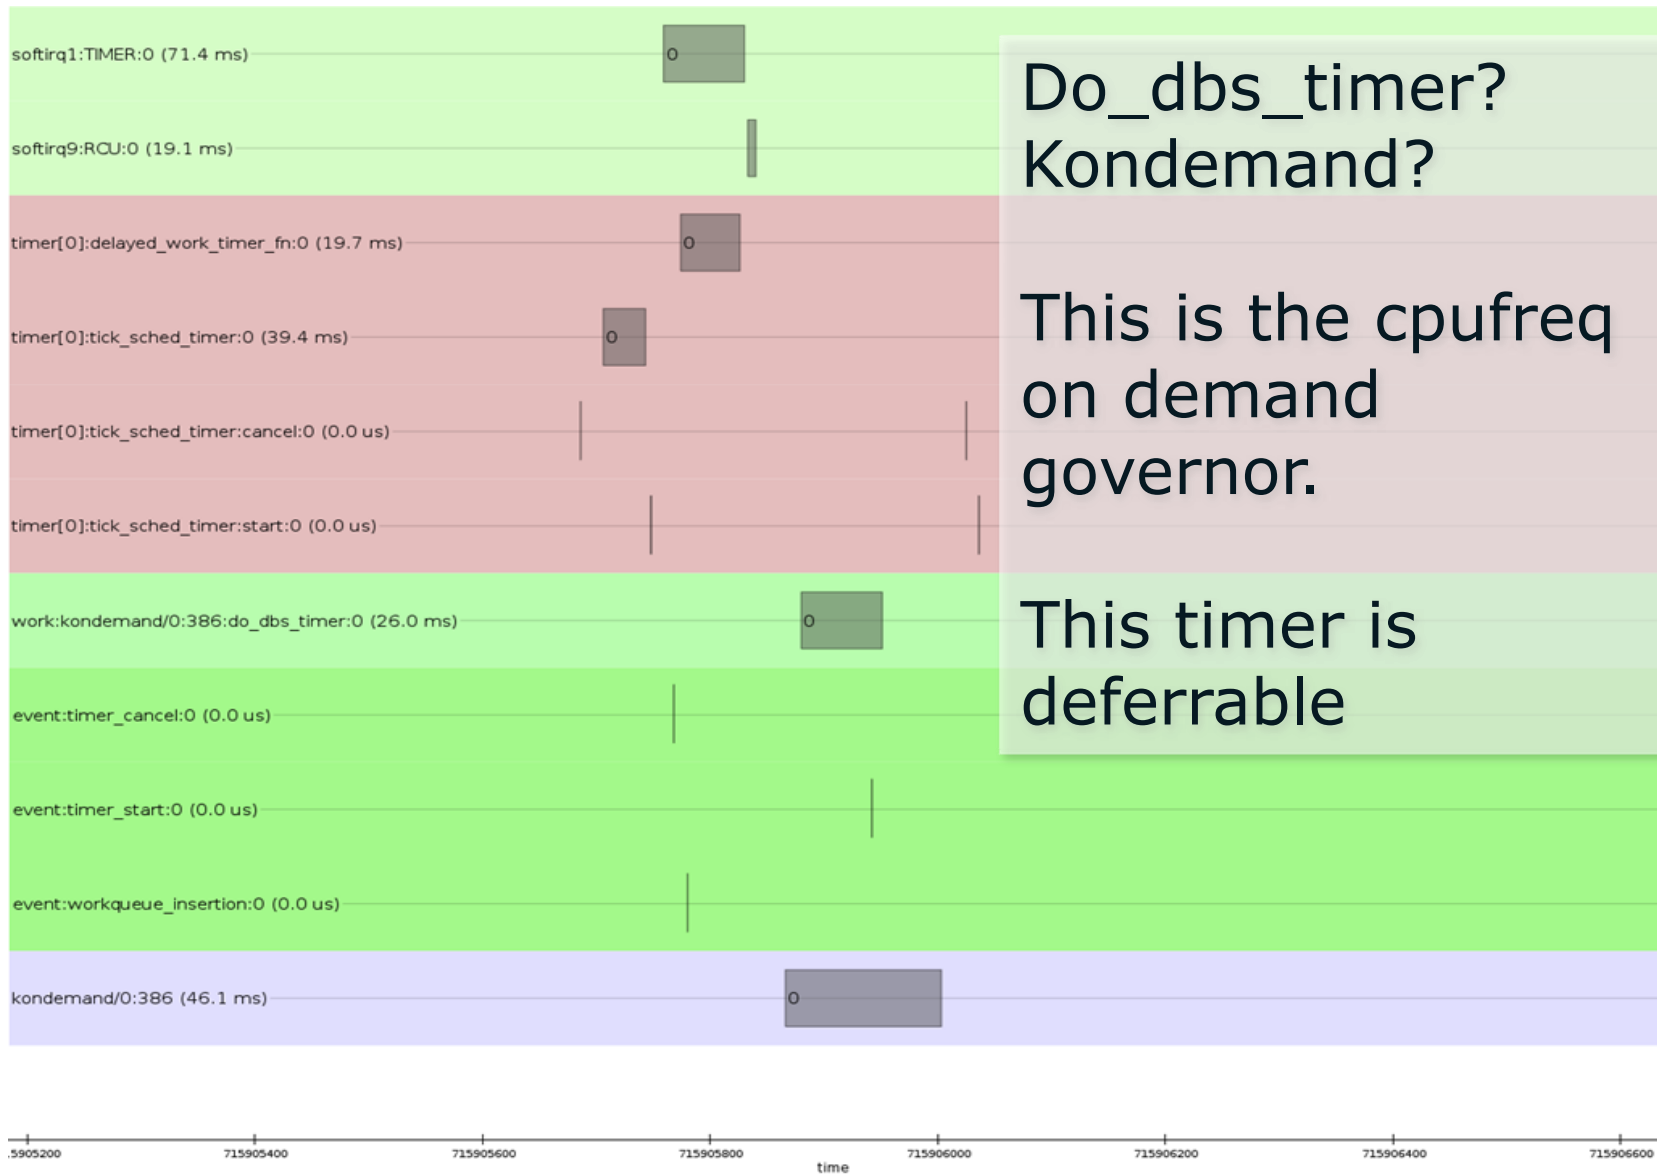 softirq1:TIMER:0 (71.4 ms)
0
softirq9:RCU:0 (19.1 ms)
timer[0]:delayed_work_timer_fn:0 (19.7 ms)
0
timer[0]:tick_sched_timer:0 (39.4 ms)
0
timer[0]:tick_sched_timer:cancel:0 (0.0 us)
timer[0]:tick_sched_timer:start:0 (0.0 us)
work:kondemand/0:386:do_dbs_timer:0 (26.0 ms)
0
event:timer_cancel:0 (0.0 us)
event:timer_start:0 (0.0 us)
event:workqueue_insertion:0 (0.0 us)
kondemand/0:386 (46.1 ms)
0
Do_dbs_timer?
Kondemand?
This is the cpufreq
on demand
governor.
This timer is
deferrable
.5905200 715905400 715905600 715905800 715906000 715906200 715906400 715906600
time